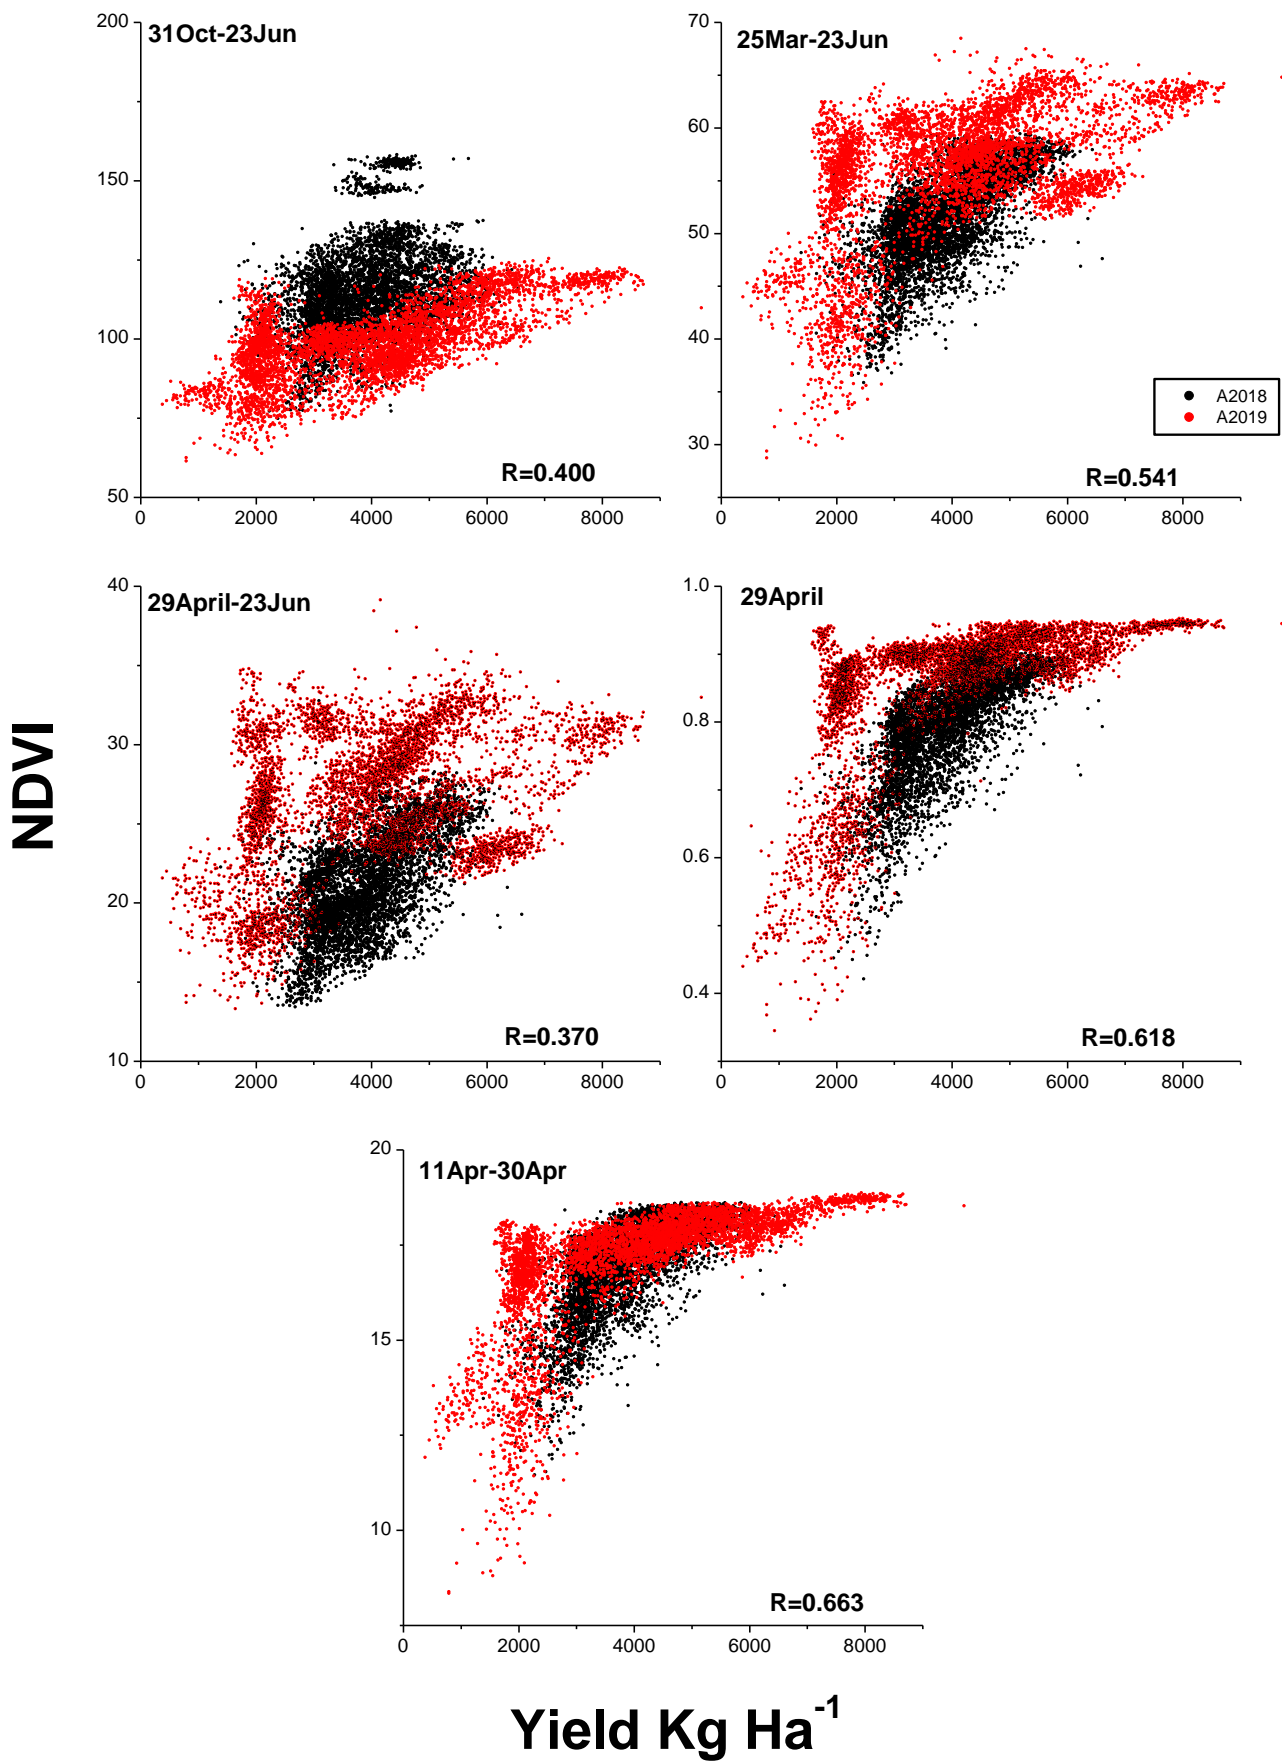 31Oct-23Jun
200
150
100
50
0 2000 4000 6000 8000
R=0.400
25Mar-23Jun
70
60
50
40
30
0 2000 4000 6000 8000
A2018
A2019
R=0.541
29April-23Jun
40
30
20
10
0 2000 4000 6000 8000
R=0.370
29April
1.0
0.8
0.6
0.4
0 2000 4000 6000 8000
R=0.618
11Apr-30Apr
20
15
10
0 2000 4000 6000 8000
R=0.663
NDVI
Yield Kg Ha⁻¹